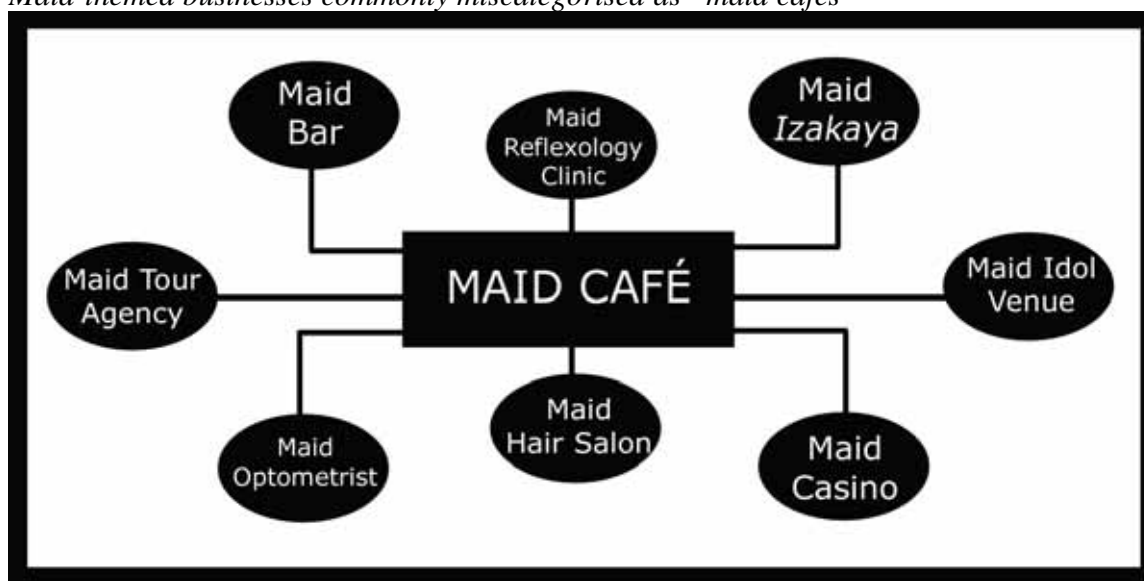 Maid-themed businesses commonly miscategorised as "maid cafés"
Maid
Bar
Maid
Reflexology
Clinic
Maid
Izakaya
Maid Tour
Agency
MAID CAFÉ
Maid Idol
Venue
Maid
Optometrist
Maid
Hair Salon
Maid
Casino